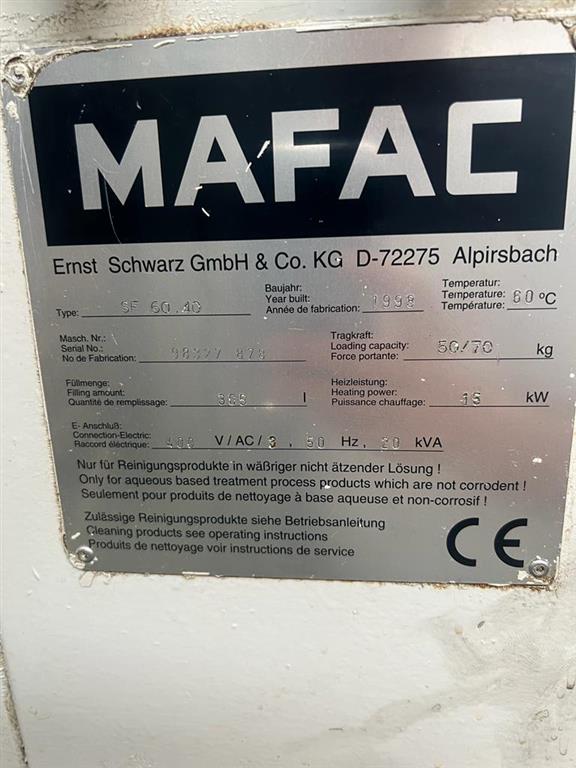 MAFAC
Ernst Schwarz GmbH & Co. KG D-72275 Alpirsbach
Type: SF 60.40
Baujahr:
Year built:
Année de fabrication: 1998
Temperatur:
Temperature:
Température: 60 °C
Masch. Nr.:
Serial No.:
No de Fabrication:
Tragkraft:
Loading capacity:
Force portante: 50/70 kg
Füllmenge:
Filling amount:
Quantité de remplissage: l
Heizleistung:
Heating power:
Puissance chauffage: 15 kW
E- Anschluß:
Connection-Electric:
Raccord éléctrique: 400 V / AC / 3 , 50 Hz, 20 kVA
Nur für Reinigungsprodukte in wäßriger nicht ätzender Lösung !
Only for aqueous based treatment process products which are not corrodent !
Seulement pour produits de nettoyage à base aqueuse et non-corrosif !
Zulässige Reinigungsprodukte siehe Betriebsanleitung
Cleaning products see operating instructions
Produits de nettoyage voir instructions de service
CE